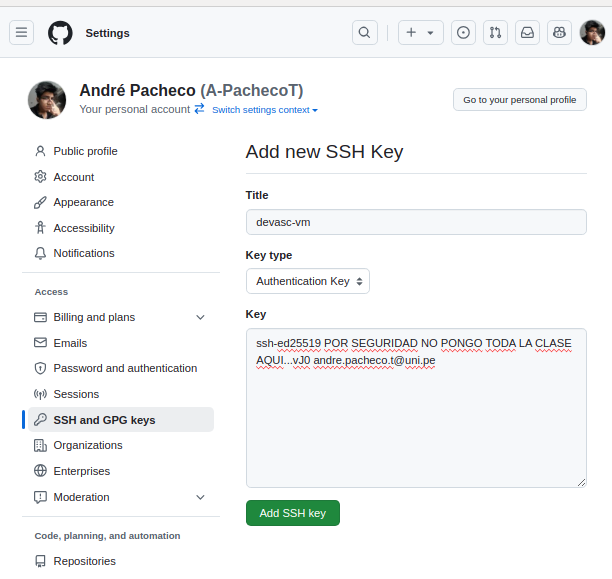 Settings
André Pacheco (A-PachecoT)
Your personal account Switch settings context
Go to your personal profile
Public profile
Account
Appearance
Accessibility
Notifications
Access
Billing and plans
Emails
Password and authentication
Sessions
SSH and GPG keys
Organizations
Enterprises
Moderation
Code, planning, and automation
Repositories
Add new SSH Key
Title
devasc-vm
Key type
Authentication Key
Key
ssh-ed25519 POR SEGURIDAD NO PONGO TODA LA CLASE
AQUI...vJ0 andre.pacheco.t@uni.pe
Add SSH key